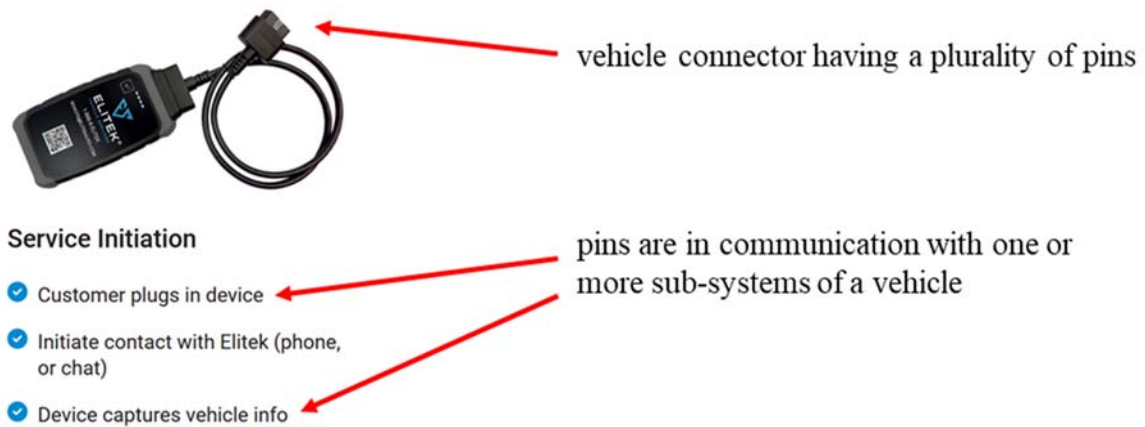 vehicle connector having a plurality of pins
ELITEK
Service Initiation
pins are in communication with one or
more sub-systems of a vehicle
Customer plugs in device
Initiate contact with Elitek (phone,
or chat)
Device captures vehicle info